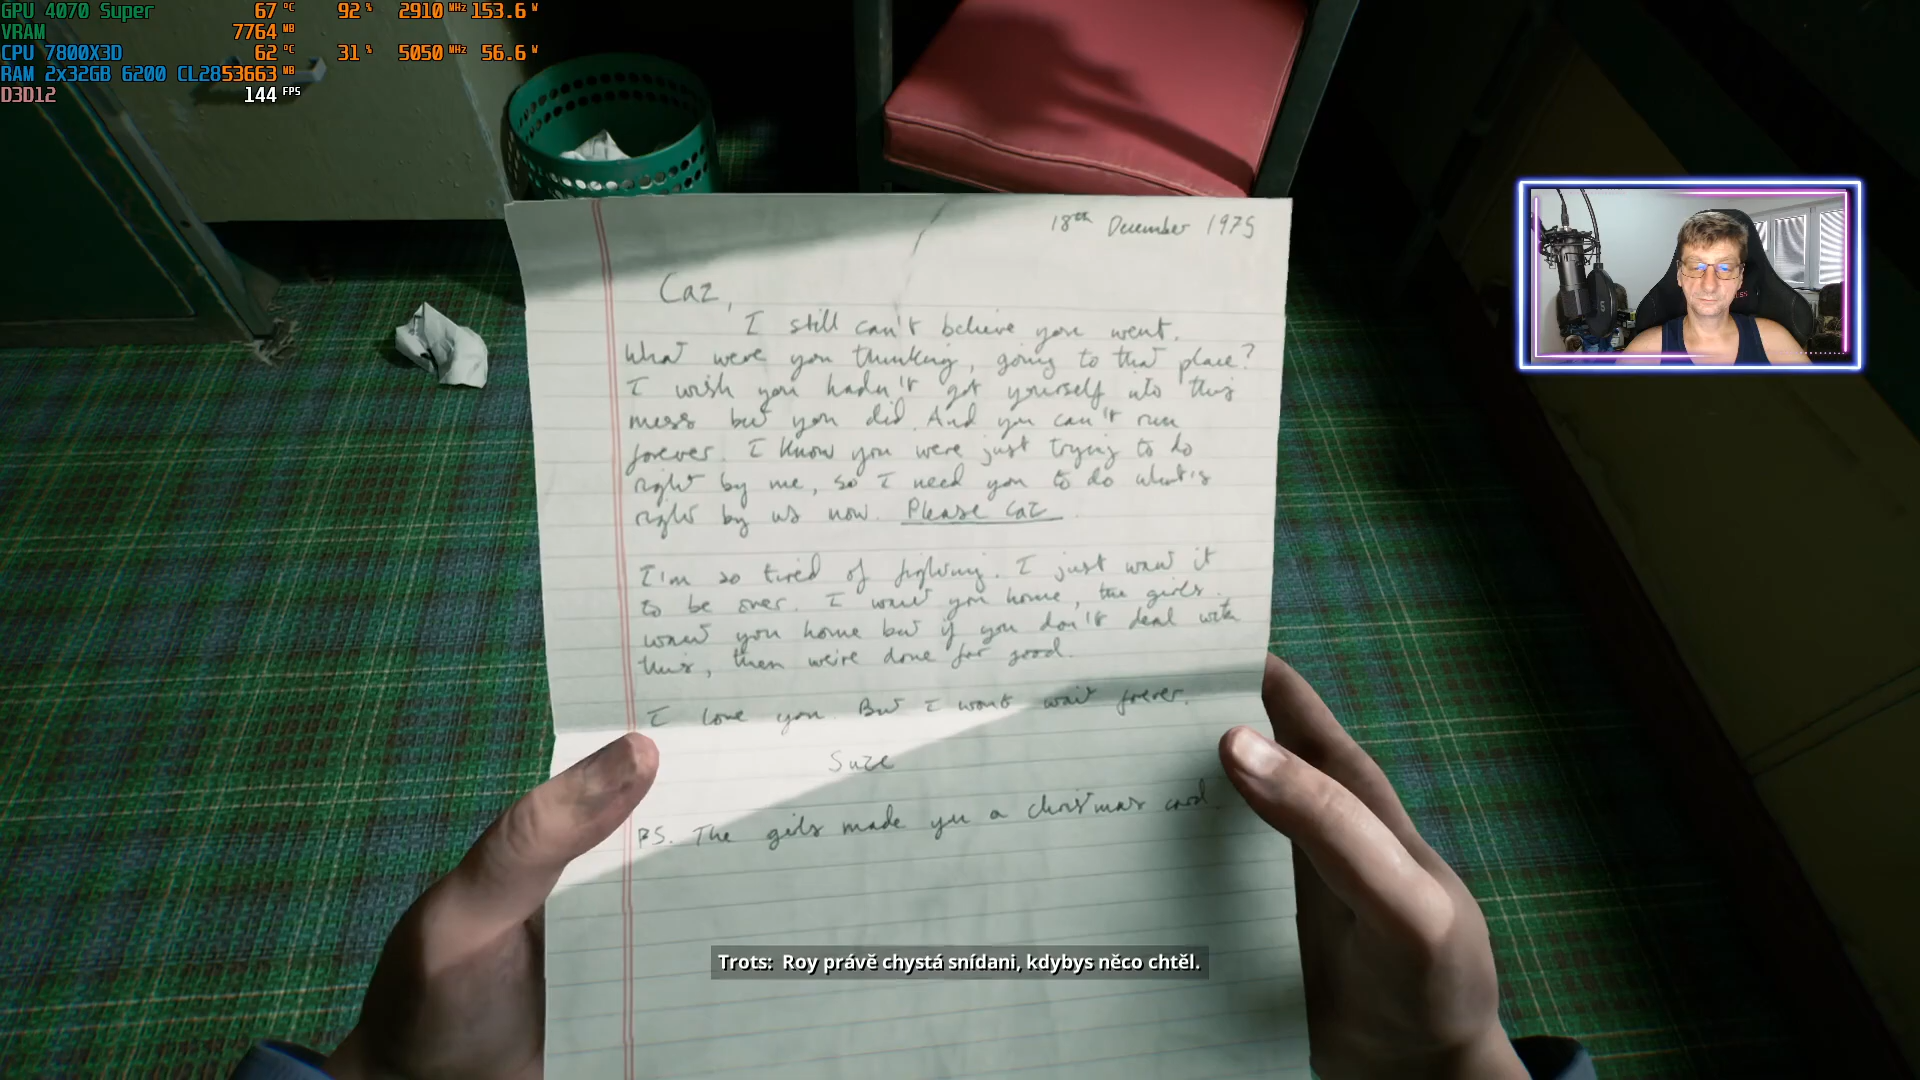 GPU 4070 Super 67 °C 92 % 2910 MHz 153.6 W
VRAM 7764 MB
CPU 7800X3D 62 °C 31 % 5050 MHz 56.6 W
RAM 2x32GB 6200 CL2853663 MB
D3D12 144 FPS
18th December 1975
Caz,
I still can't believe you went.
What were you thinking, going to that place?
I wish you hadn't got yourself into this
mess but you did. And you can't run
forever. I know you were just trying to do
right by me, so I need you to do what's
right by us now. Please Caz
I'm so tired of fighting. I just want it
to be over. I want you home, the girls
want you home but if you don't deal with
this, then we're done for good.
I love you. But I wont wait forever.
Suze
P.S. The girls made you a christmas card.
Trots: Roy právě chystá snídani, kdybys něco chtěl.